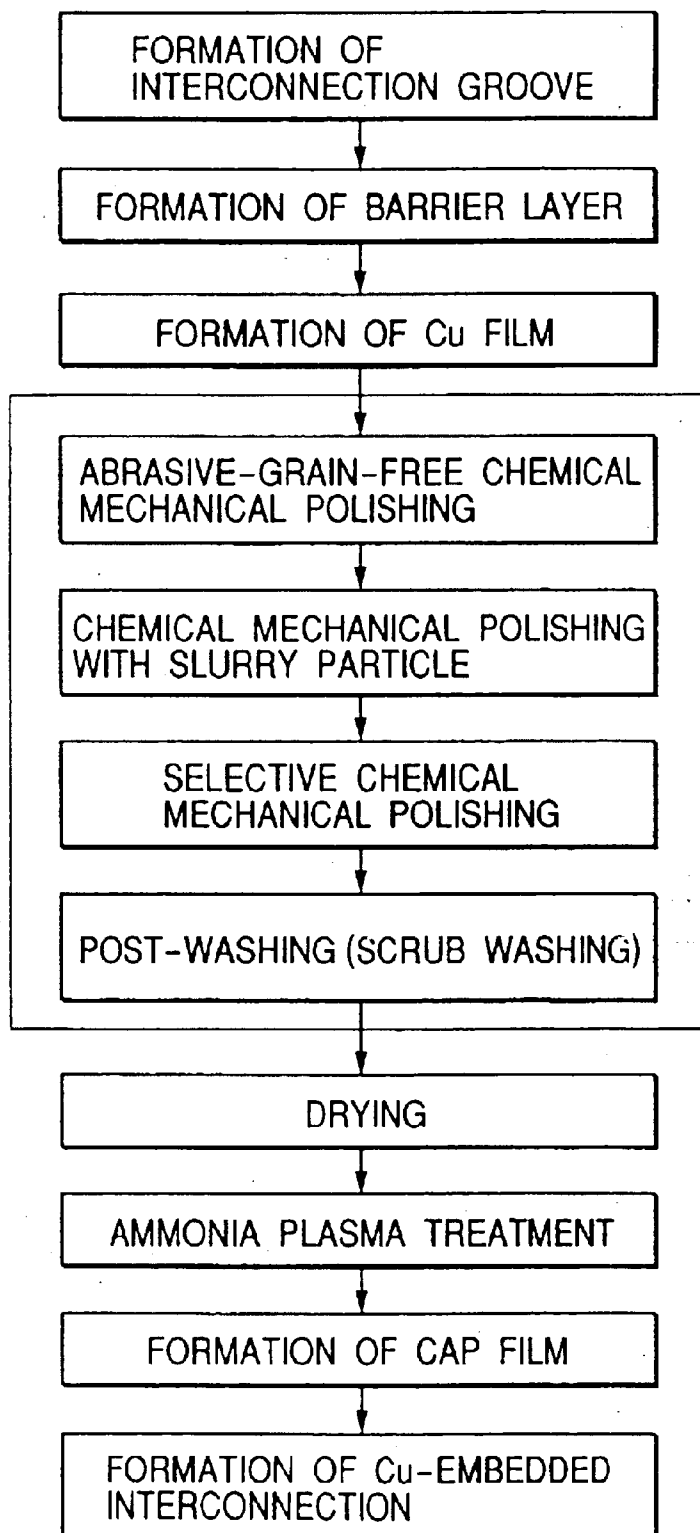 FORMATION OF
INTERCONNECTION GROOVE
FORMATION OF BARRIER LAYER
FORMATION OF Cu FILM
ABRASIVE-GRAIN-FREE CHEMICAL
MECHANICAL POLISHING
CHEMICAL MECHANICAL POLISHING
WITH SLURRY PARTICLE
SELECTIVE CHEMICAL
MECHANICAL POLISHING
POST-WASHING (SCRUB WASHING)
DRYING
AMMONIA PLASMA TREATMENT
FORMATION OF CAP FILM
FORMATION OF Cu-EMBEDDED
INTERCONNECTION